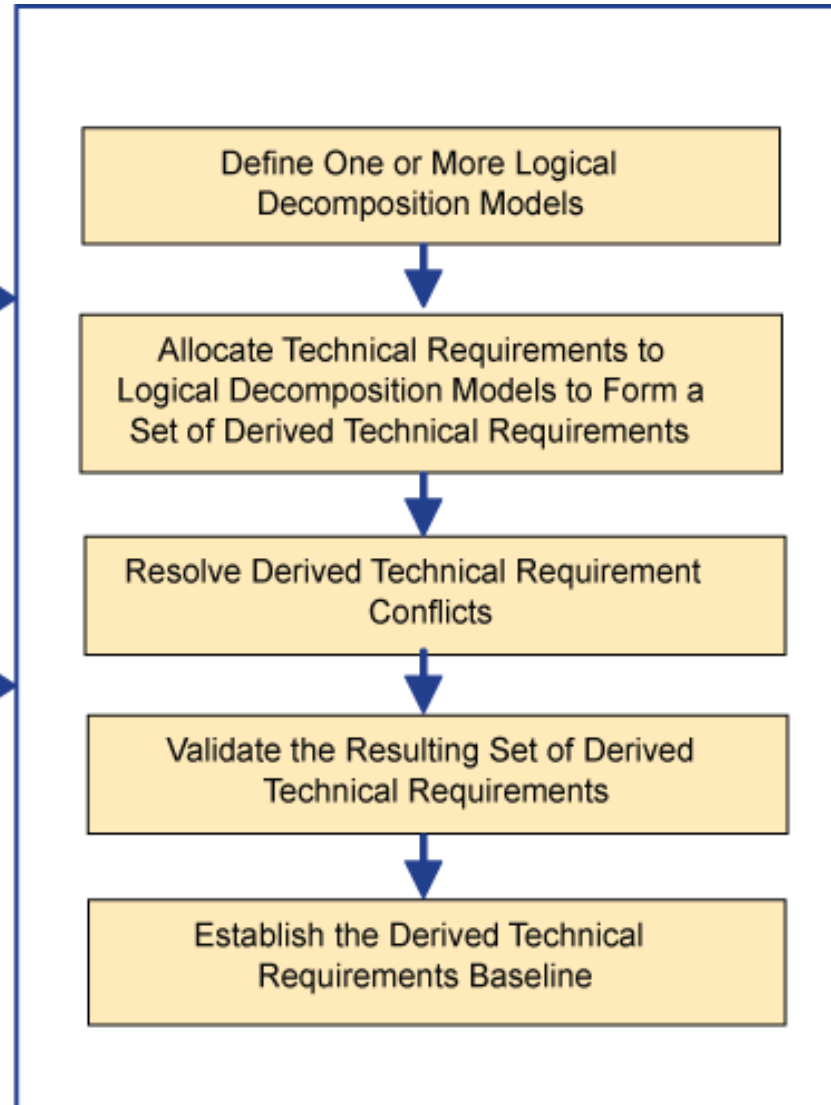 Define One or More Logical
Decomposition Models
Allocate Technical Requirements to
Logical Decomposition Models to Form a
Set of Derived Technical Requirements
Resolve Derived Technical Requirement
Conflicts
Validate the Resulting Set of Derived
Technical Requirements
Establish the Derived Technical
Requirements Baseline